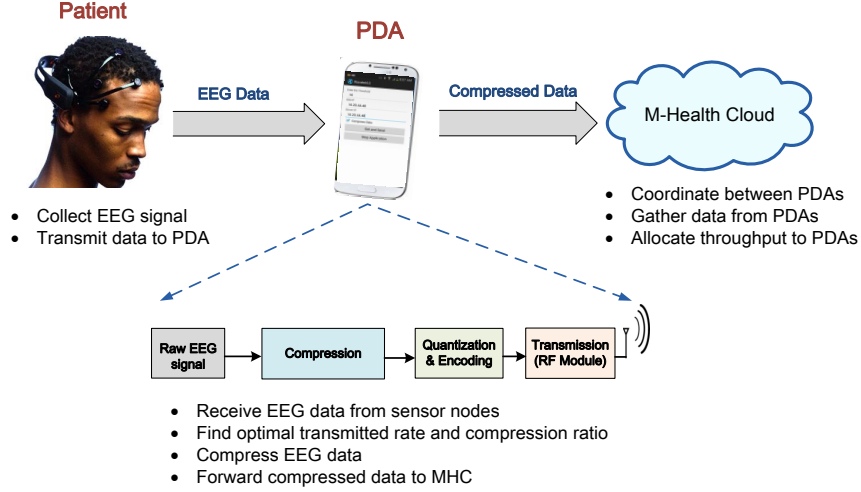 Patient
PDA
EEG Data
Compressed Data
M-Health Cloud
• Collect EEG signal
• Transmit data to PDA
• Coordinate between PDAs
• Gather data from PDAs
• Allocate throughput to PDAs
Raw EEG
signal
Compression
Quantization
& Encoding
Transmission
(RF Module)
• Receive EEG data from sensor nodes
• Find optimal transmitted rate and compression ratio
• Compress EEG data
• Forward compressed data to MHC